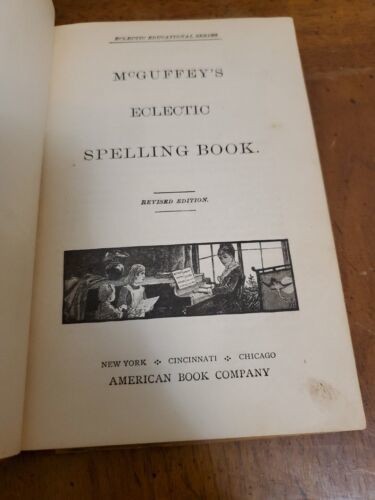 ECLECTIC EDUCATIONAL SERIES.
McGUFFEY'S
ECLECTIC
SPELLING BOOK.
REVISED EDITION.
NEW YORK ⁘ CINCINNATI ⁘ CHICAGO
AMERICAN BOOK COMPANY